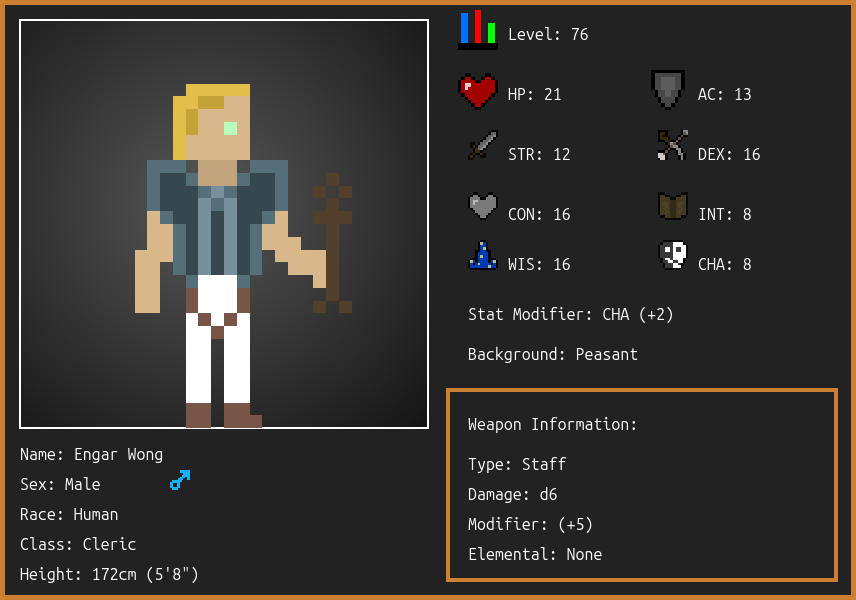 Level: 76
HP: 21
AC: 13
STR: 12
DEX: 16
CON: 16
INT: 8
WIS: 16
CHA: 8
Stat Modifier: CHA (+2)
Background: Peasant
Weapon Information:
Type: Staff
Damage: d6
Modifier: (+5)
Elemental: None
Name: Engar Wong
Sex: Male
Race: Human
Class: Cleric
Height: 172cm (5'8")